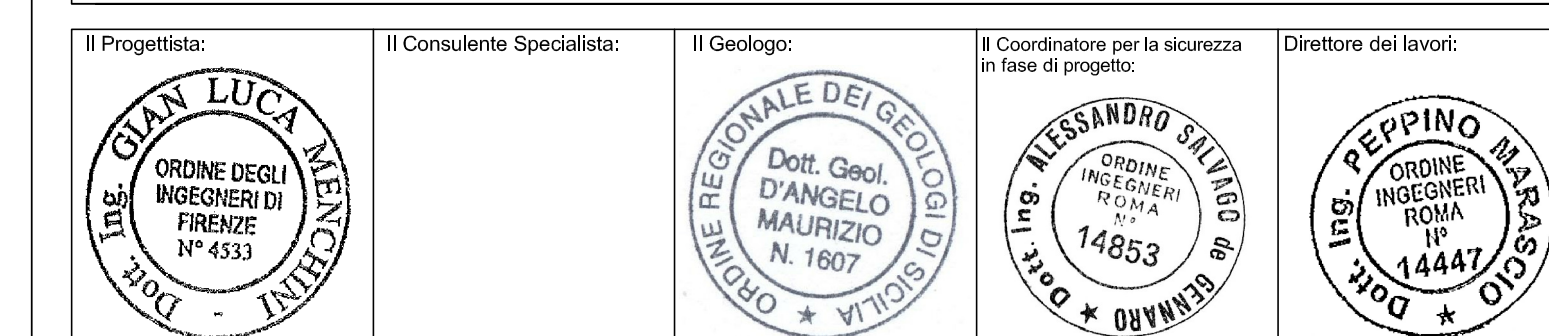 Il Progettista:
Dott. Ing. GIAN LUCA MENCHINI -
ORDINE DEGLI
INGEGNERI DI
FIRENZE
N° 4533
Il Consulente Specialista:
Il Geologo:
ORDINE REGIONALE DEI GEOLOGI DI SICILIA ★
Dott. Geol.
D'ANGELO
MAURIZIO
N. 1607
Il Coordinatore per la sicurezza
in fase di progetto:
Dott. Ing. ALESSANDRO SALVAGO de GENNARO ★
ORDINE
INGEGNERI
ROMA
N°
14853
Direttore dei lavori:
Dott. Ing. PEPPINO MARASCIO ★
ORDINE
INGEGNERI
ROMA
N°
14447